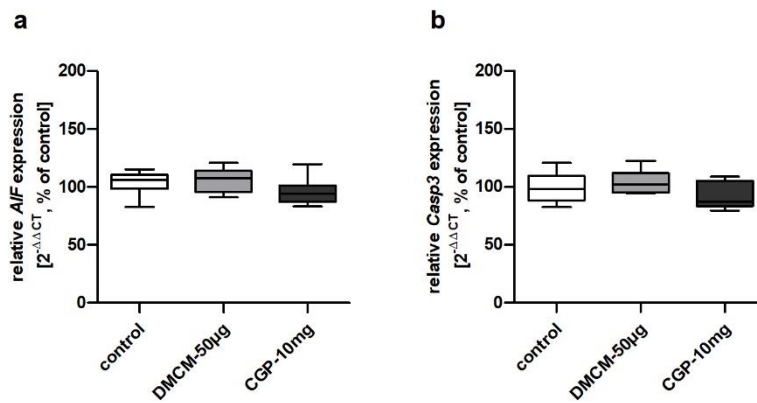 a
relative AIF expression
[2^-ΔΔCT, % of control]
200
150
100
50
0
control
DMCM-50µg
CGP-10mg
b
relative Casp3 expression
[2^-ΔΔCT, % of control]
200
150
100
50
0
control
DMCM-50µg
CGP-10mg